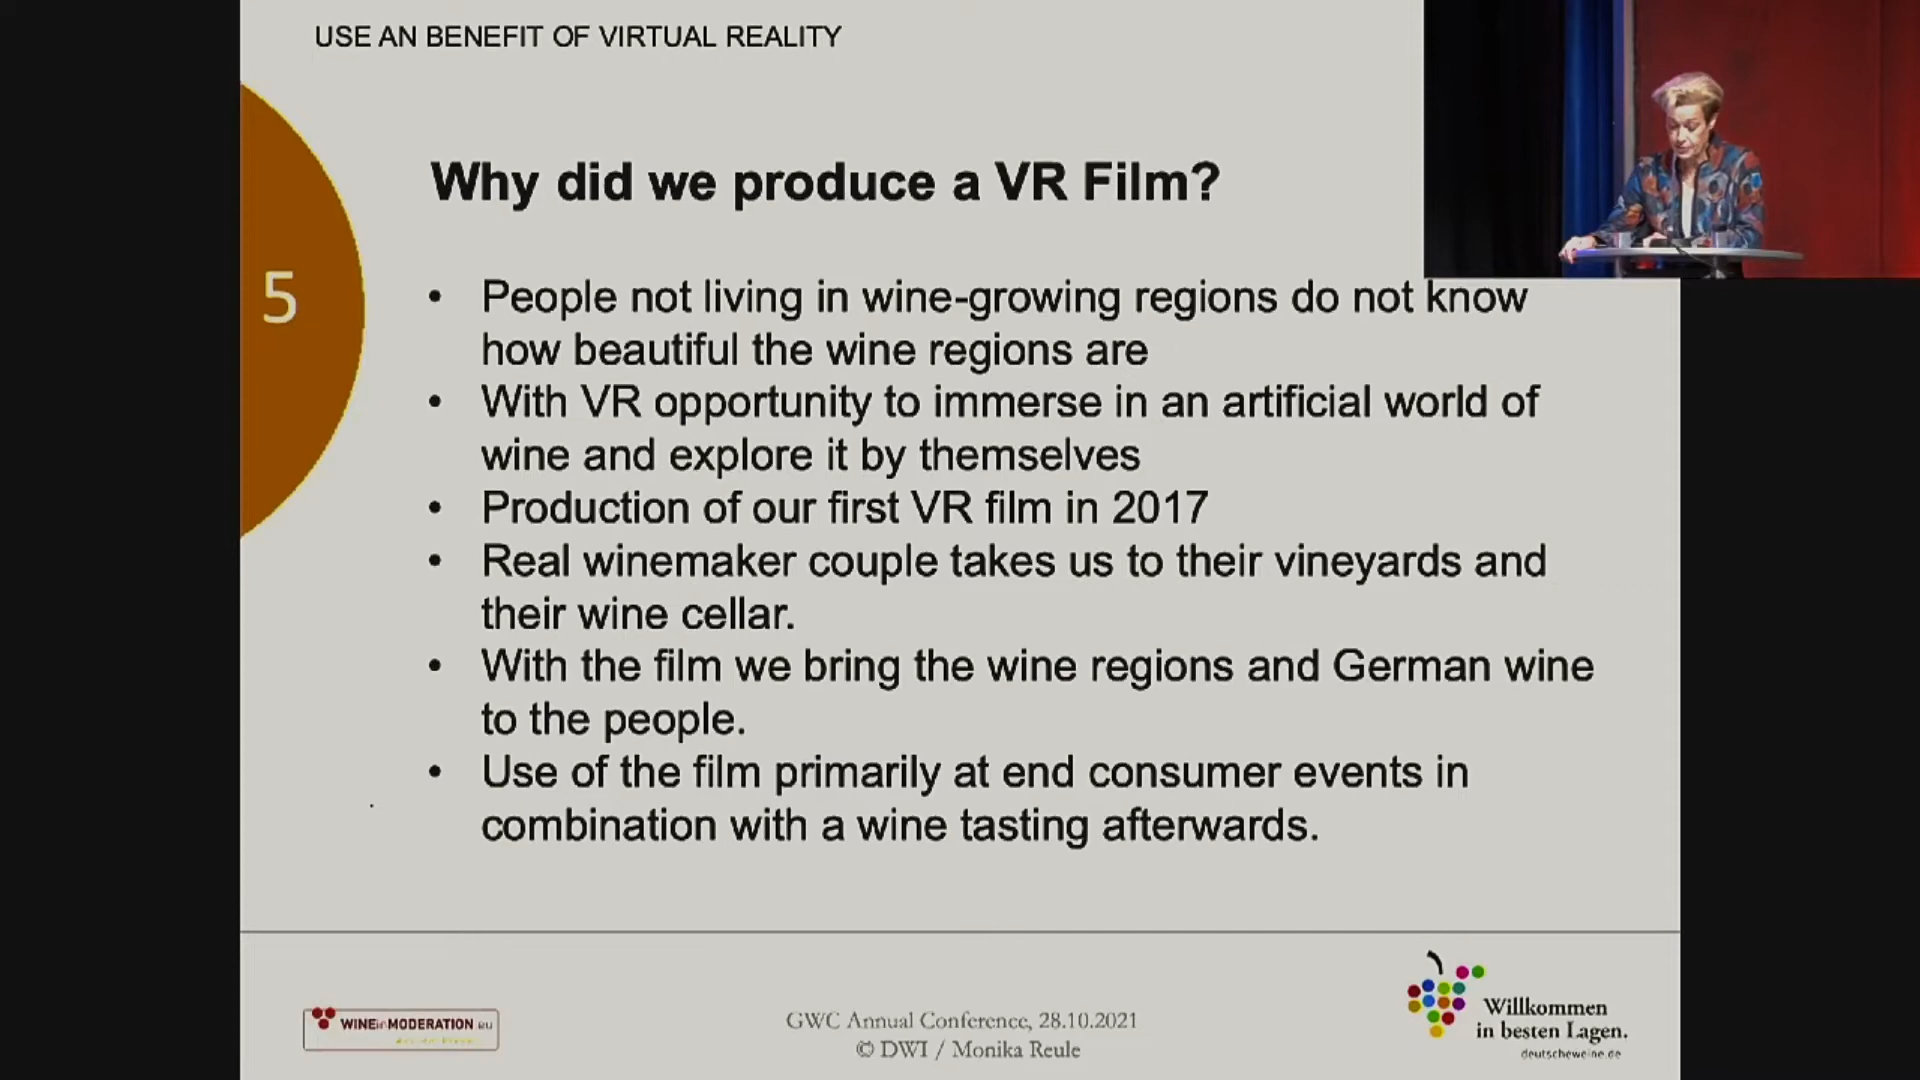 USE AN BENEFIT OF VIRTUAL REALITY
Why did we produce a VR Film?
5
• People not living in wine-growing regions do not know
how beautiful the wine regions are
• With VR opportunity to immerse in an artificial world of
wine and explore it by themselves
• Production of our first VR film in 2017
• Real winemaker couple takes us to their vineyards and
their wine cellar.
• With the film we bring the wine regions and German wine
to the people.
• Use of the film primarily at end consumer events in
combination with a wine tasting afterwards.
WINEinMODERATION EU
GWC Annual Conference, 28.10.2021
© DWI / Monika Reule
Willkommen
in besten Lagen.
deutscheweine.de